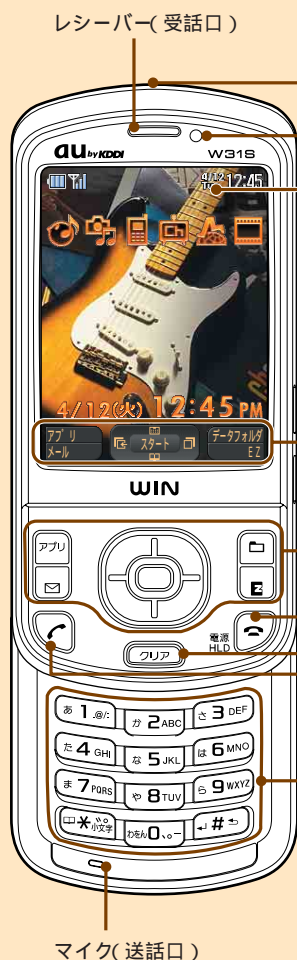 レシーバー(受話口)
au by KDDI
W31S
4/12
12:45
4/12(火) 12:45 PM
アプリ
メール
スタート
データフォルダ
EZ
WIN
アプリ
電源
HLD
クリア
あ 1 .@/:
か 2 ABC
さ 3 DEF
た 4 GHI
な 5 JKL
は 6 MNO
ま 7 PQRS
や 8 TUV
ら 9 WXYZ
* 小文字
わをん 0 、。ー
#
マイク(送話口)